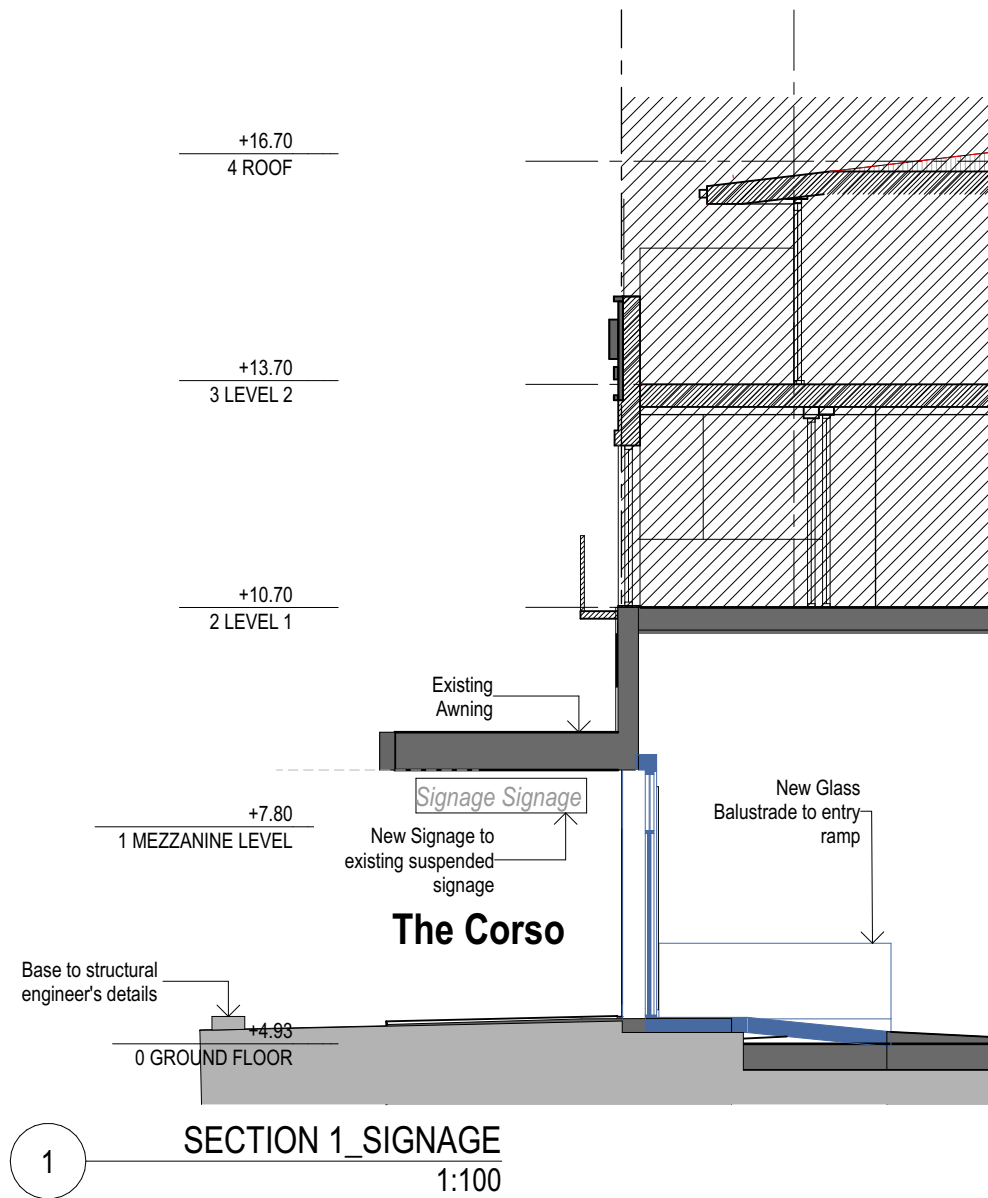 +16.70
4 ROOF
+13.70
3 LEVEL 2
+10.70
2 LEVEL 1
Existing
Awning
Signage Signage
+7.80
1 MEZZANINE LEVEL
New Signage to
existing suspended
signage
New Glass
Balustrade to entry
ramp
The Corso
Base to structural
engineer's details
+4.93
0 GROUND FLOOR
1
SECTION 1_SIGNAGE
1:100